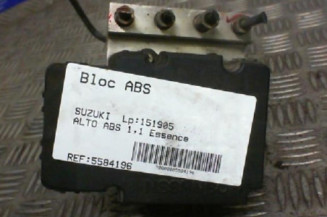 Bloc ABS
SUZUKI Lp:151905
ALTO ABS 1.1 Essence
REF:5584196